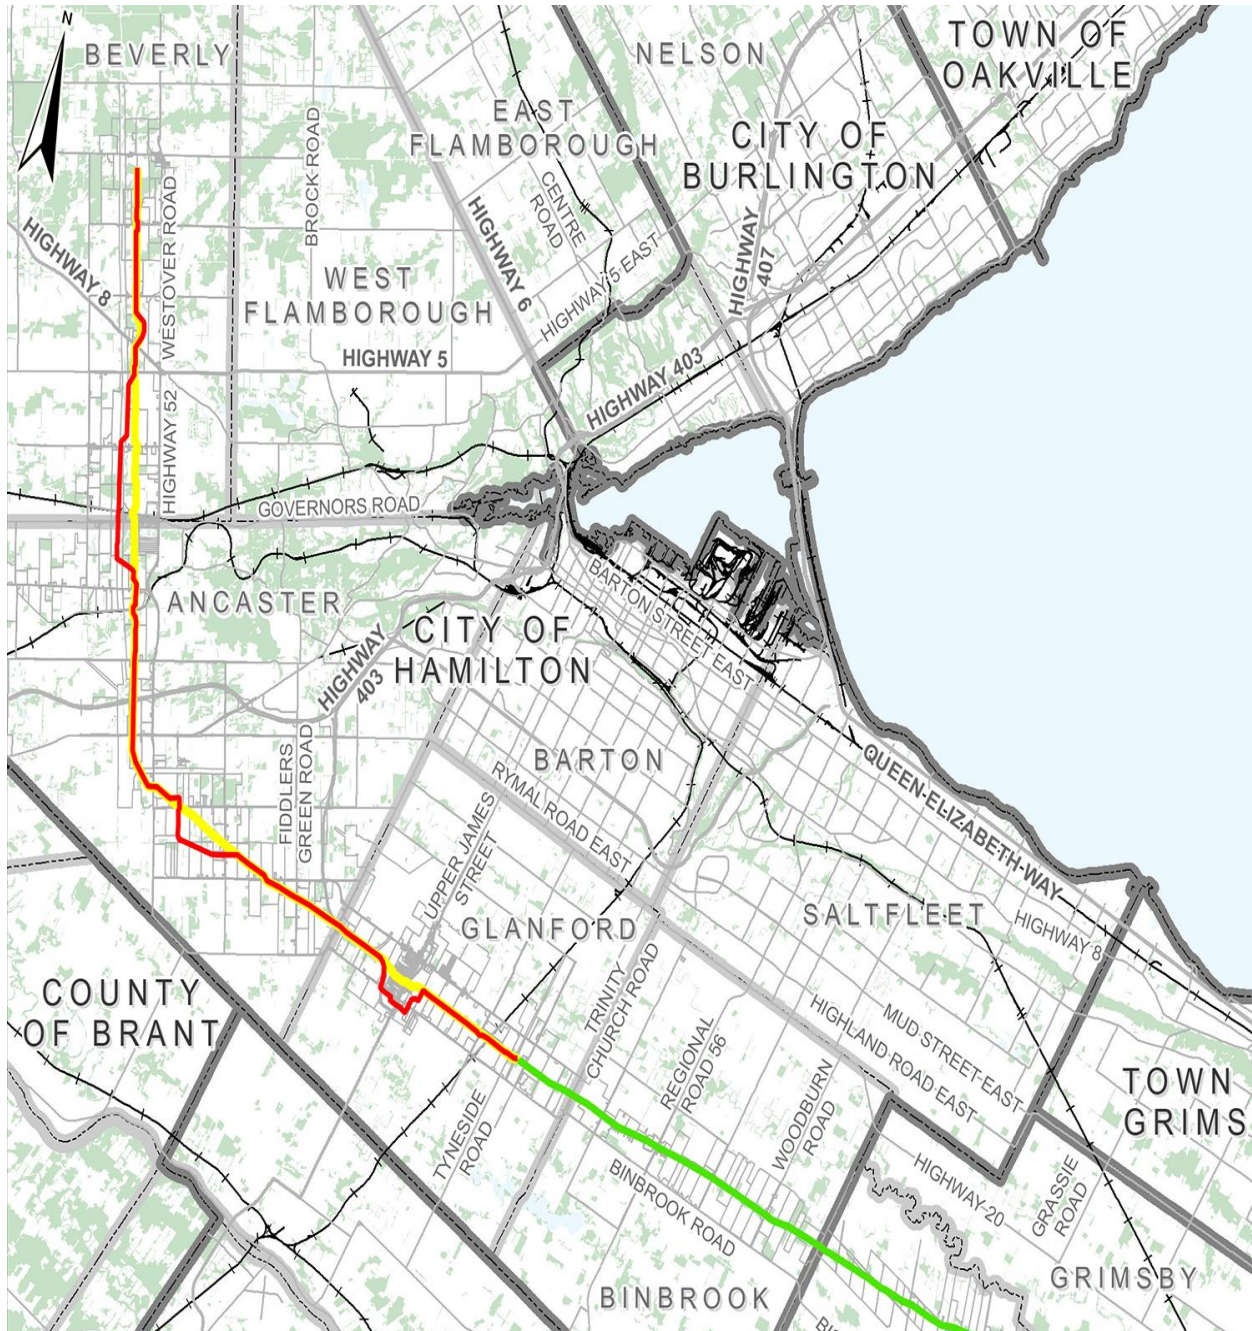 N
BEVERLY
NELSON
TOWN OF
OAKVILLE
EAST
FLAMBOROUGH
CITY OF
BURLINGTON
BROCK ROAD
CENTRE
ROAD
WESTOVER ROAD
HIGHWAY 8
HIGHWAY 6
HIGHWAY 5 EAST
HIGHWAY
407
WEST
FLAMBOROUGH
HIGHWAY 5
HIGHWAY 403
HIGHWAY 52
GOVERNORS ROAD
ANCASTER
BARTON STREET EAST
CITY OF
HAMILTON
HIGHWAY
403
FIDDLERS
GREEN ROAD
BARTON
QUEEN ELIZABETH WAY
RYMAL ROAD EAST
UPPER JAMES
STREET
GLANFORD
SALTFLEET
HIGHWAY 8
COUNTY
OF BRANT
TRINITY
CHURCH ROAD
REGIONAL
ROAD 56
MUD STREET EAST
HIGHLAND ROAD EAST
WOODBURN
ROAD
TOWN
GRIMS
TYNESIDE
ROAD
BINBROOK ROAD
HIGHWAY 20
GRASSIE
ROAD
GRIMSBY
BINBROOK